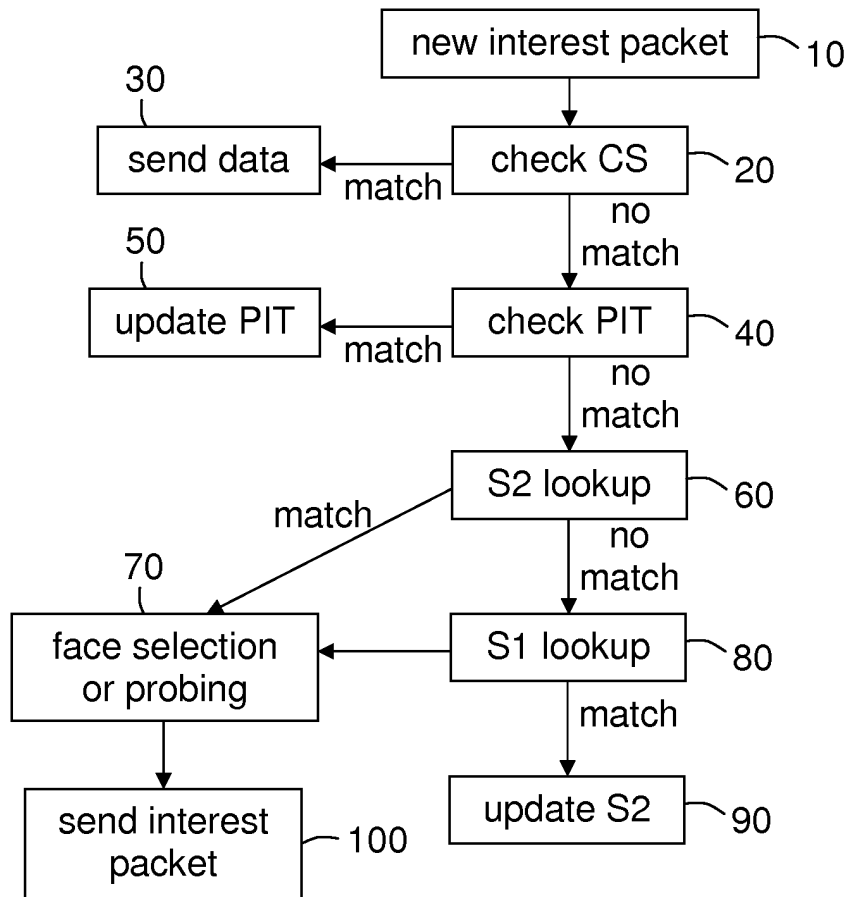 new interest packet
10
30
send data
match
check CS
20
no
match
50
update PIT
match
check PIT
40
no
match
S2 lookup
60
match
no
match
70
face selection
or probing
S1 lookup
80
match
send interest
packet
100
update S2
90